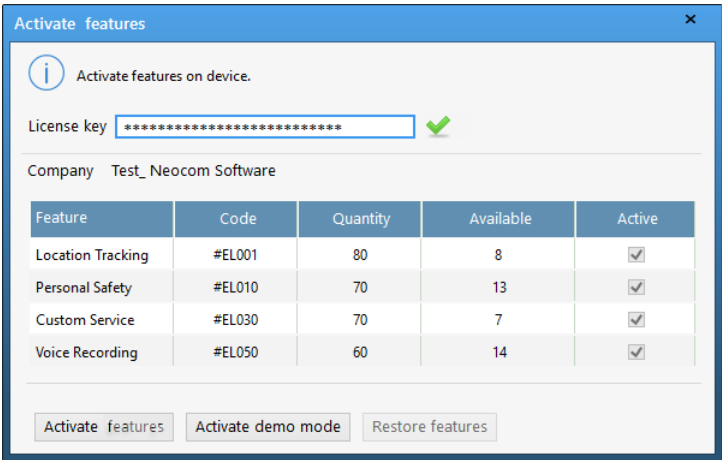 Activate features
Activate features on device.
License key **************************
Company Test_ Neocom Software
Feature Code Quantity Available Active
Location Tracking #EL001 80 8
Personal Safety #EL010 70 13
Custom Service #EL030 70 7
Voice Recording #EL050 60 14
Activate features Activate demo mode Restore features